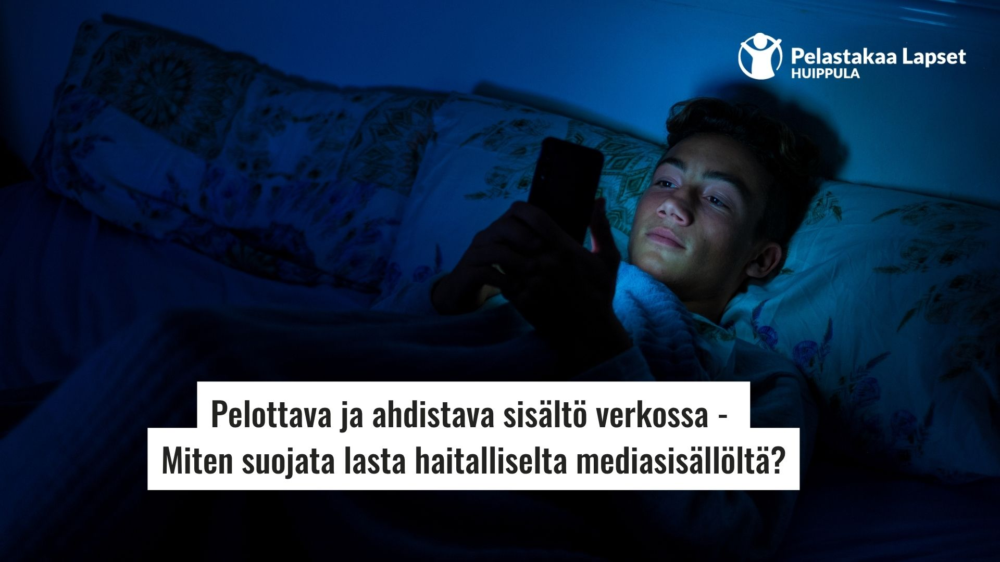 Pelastakaa Lapset
HUIPPULA
Pelottava ja ahdistava sisältö verkossa -
Miten suojata lasta haitalliselta mediasisällöltä?